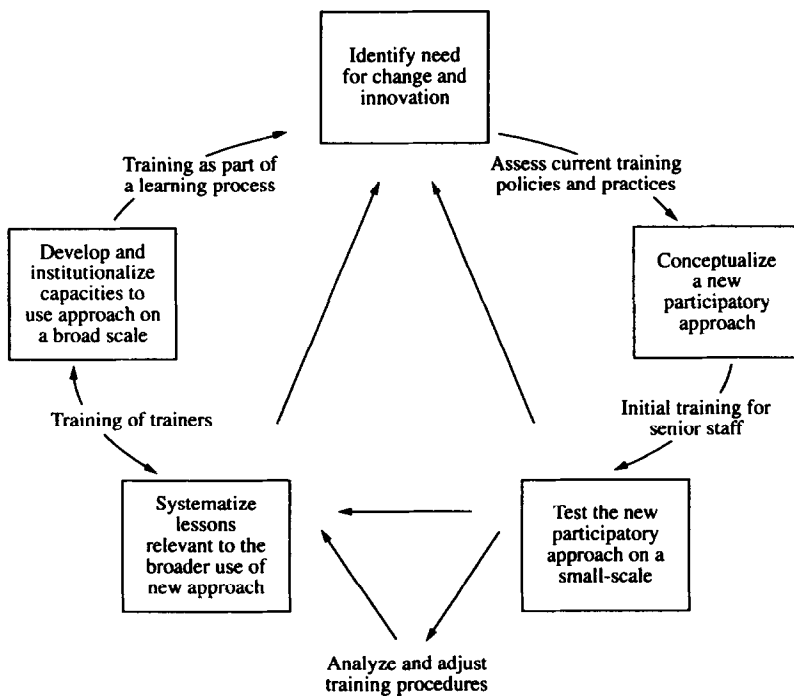 Identify need
for change and
innovation
Training as part of
a learning process
Assess current training
policies and practices
Develop and
institutionalize
capacities to
use approach on
a broad scale
Conceptualize
a new
participatory
approach
Training of trainers
Initial training for
senior staff
Systematize
lessons
relevant to the
broader use of
new approach
Test the new
participatory
approach on a
small-scale
Analyze and adjust
training procedures